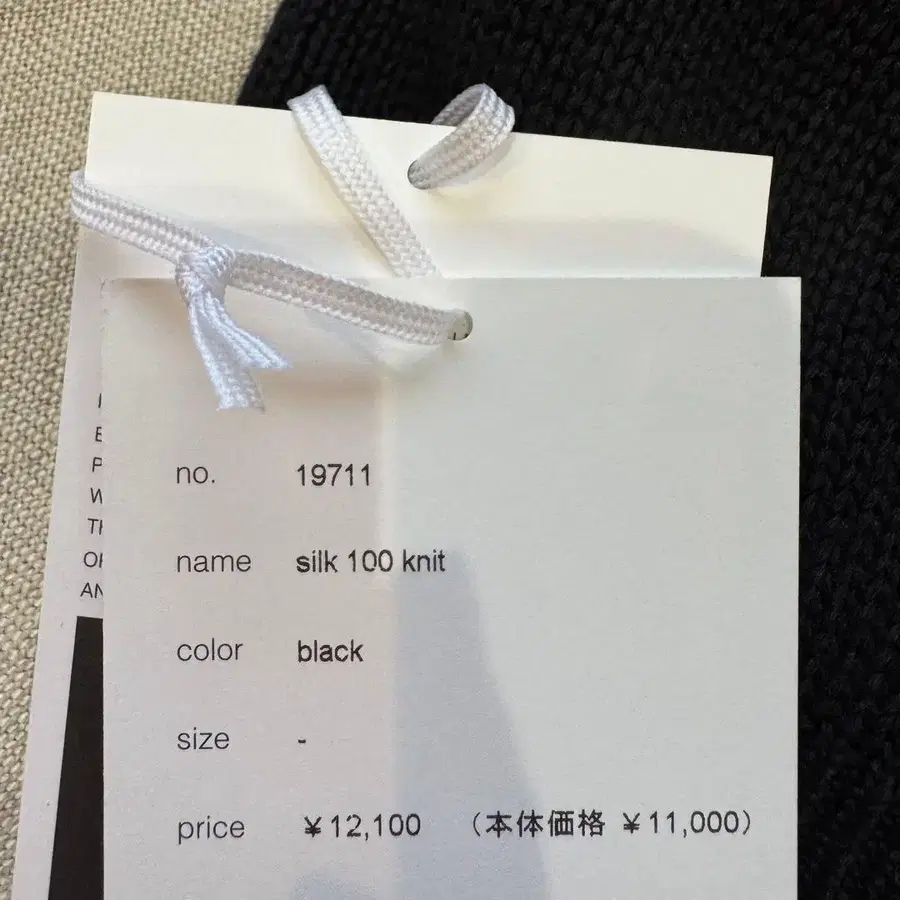 no. 19711
name silk 100 knit
color black
size -
price ¥12,100 （本体価格 ¥11,000）